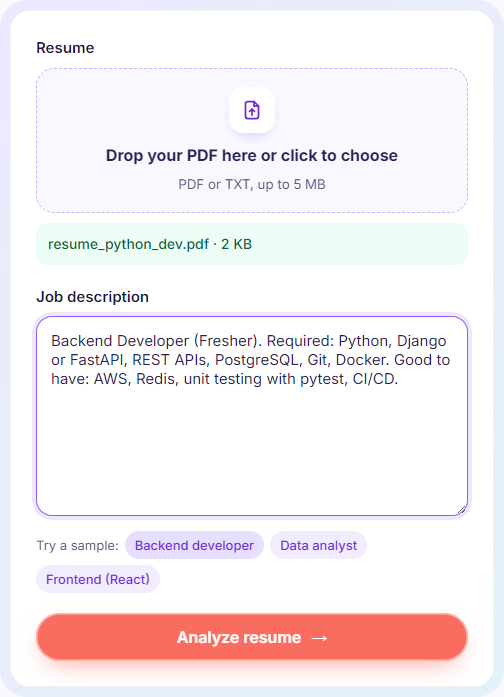 Resume
Drop your PDF here or click to choose
PDF or TXT, up to 5 MB
resume_python_dev.pdf · 2 KB
Job description
Backend Developer (Fresher). Required: Python, Django
or FastAPI, REST APIs, PostgreSQL, Git, Docker. Good to
have: AWS, Redis, unit testing with pytest, CI/CD.
Try a sample: Backend developer Data analyst
Frontend (React)
Analyze resume →